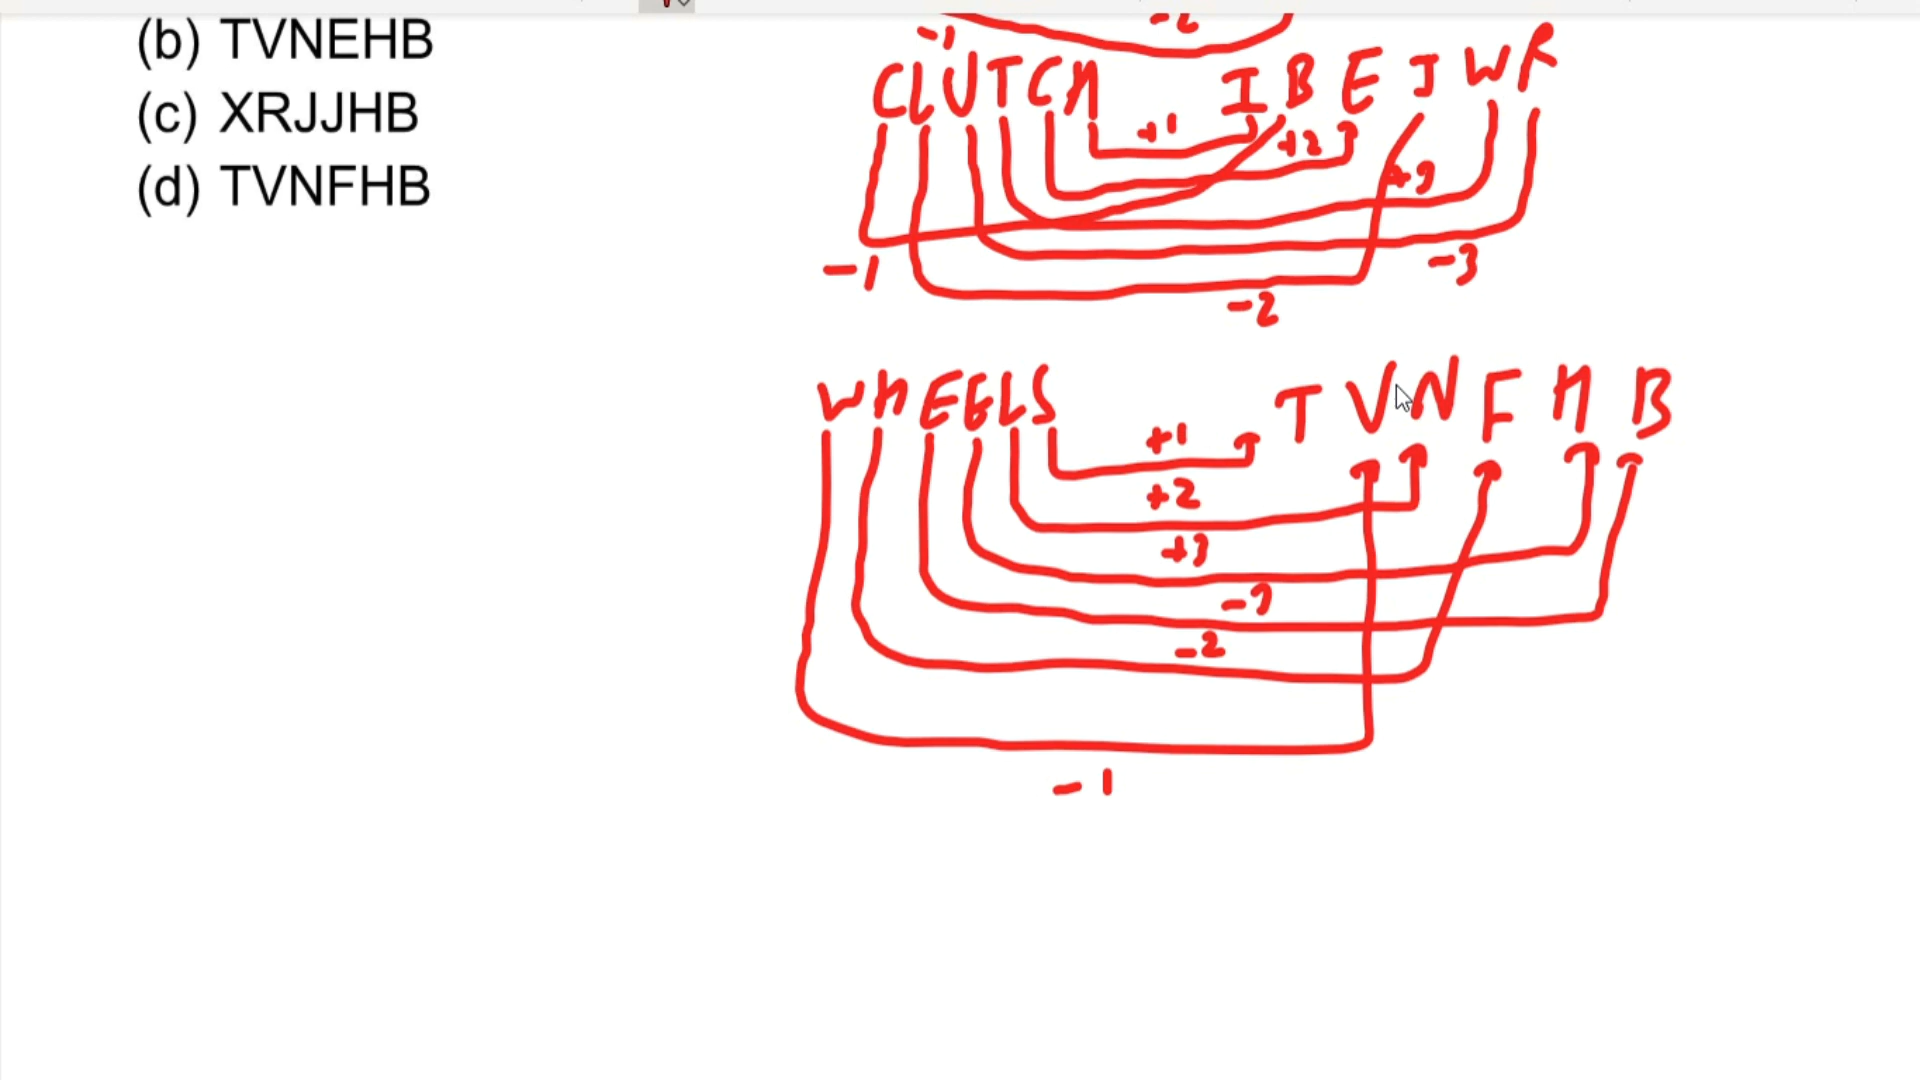 (b) TVNEHB
(c) XRJJHB
(d) TVNFHB
-2
-1
CLUTCH IBEJWR
+1
+2
+3
-1
-3
-2
WHEELS TVNFHB
+1
+2
+3
-3
-2
-1